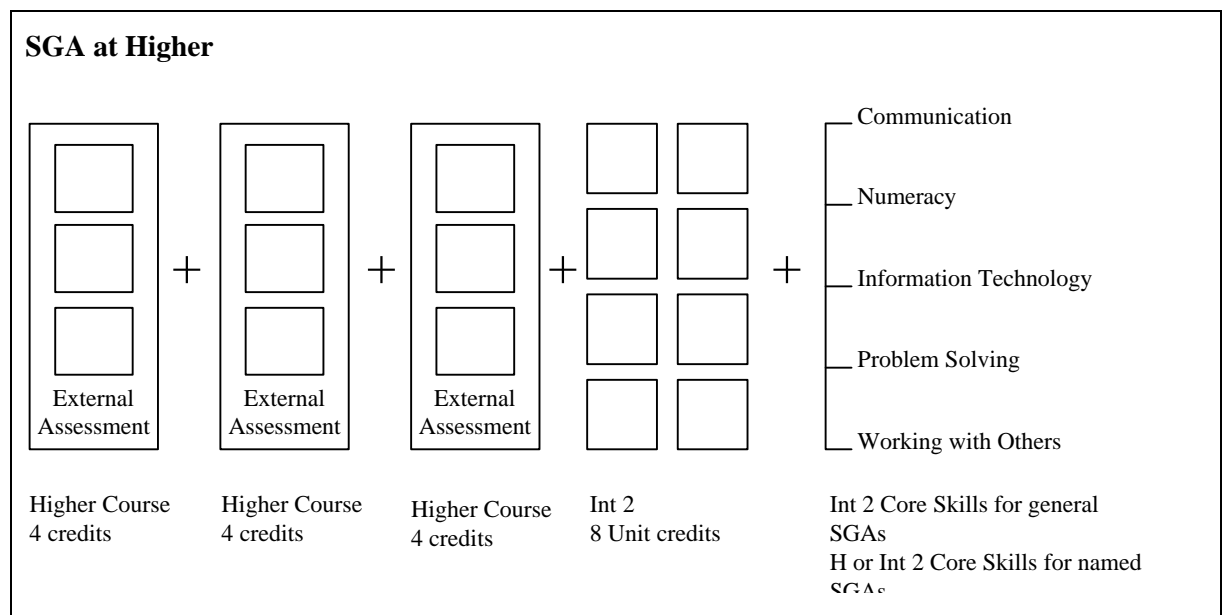 SGA at Higher
External
Assessment
External
Assessment
External
Assessment
+
+
+
+
Communication
Numeracy
Information Technology
Problem Solving
Working with Others
Higher Course
4 credits
Higher Course
4 credits
Higher Course
4 credits
Int 2
8 Unit credits
Int 2 Core Skills for general
SGAs
H or Int 2 Core Skills for named
SGAs